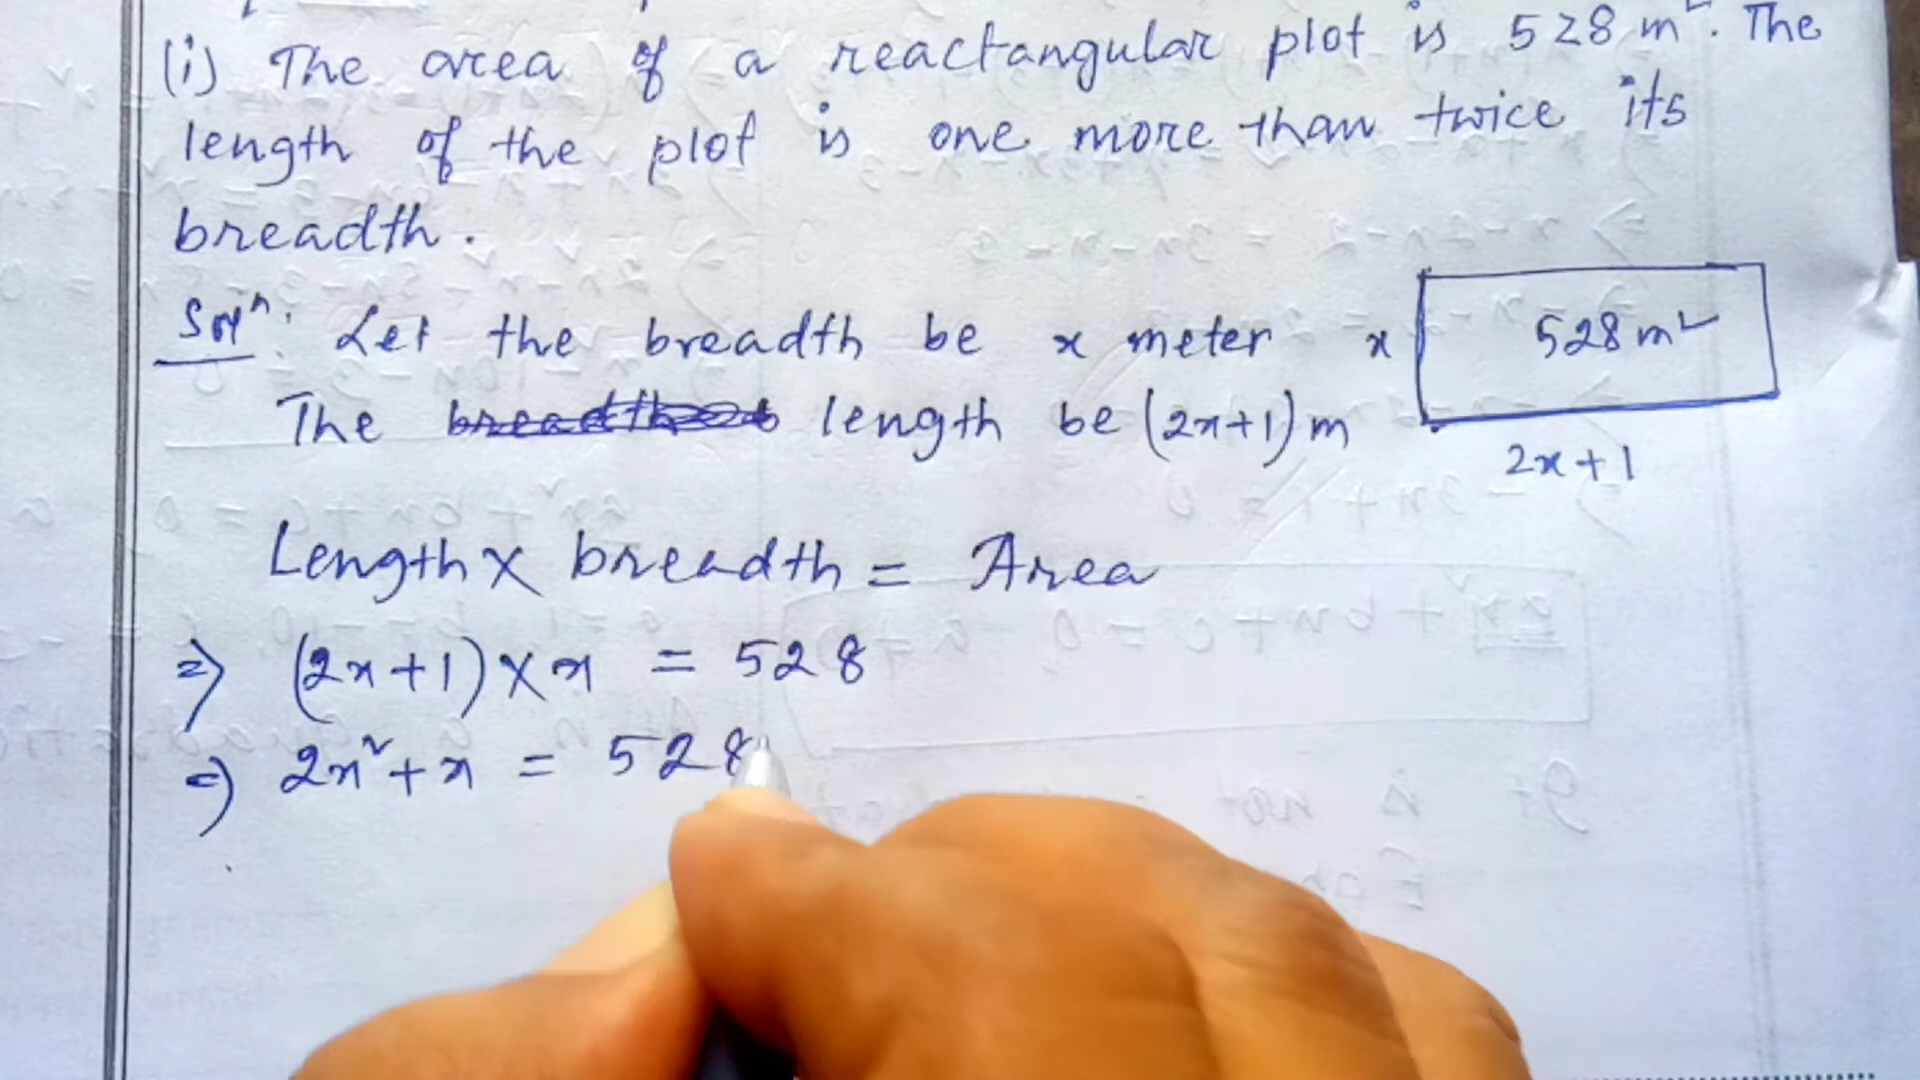 (i) The area of a reactangular plot is 528 m². The
length of the plot is one more than twice its
breadth.
Solⁿ: Let the breadth be x meter
The length be (2x+1) m
x
528 m²
2x+1
Length × breadth = Area
⇒ (2x+1) × x = 528
⇒ 2x² + x = 528